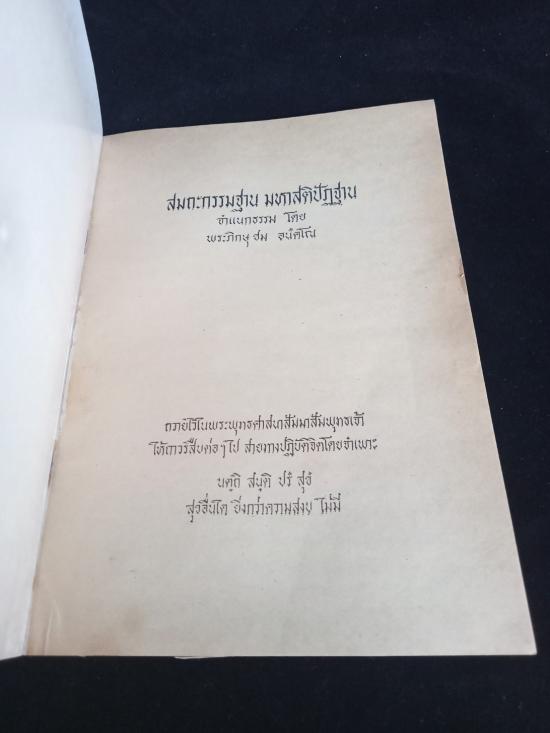 สมถะกรรมฐาน มหาสติปัฏฐาน
จำแนกธรรม โดย
พระภิกษุ ชม อนํคโณ
ถวายไว้ในพระพุทธศาสนาสัมมาสัมพุทธเจ้า
ให้ถาวรสืบต่อๆไป สายทางปฏิบัติจิตโดยจำเพาะ
นตฺถิ สนฺติ ปรํ สุขํ
สุขอื่นใด ยิ่งกว่าความสงบ ไม่มี